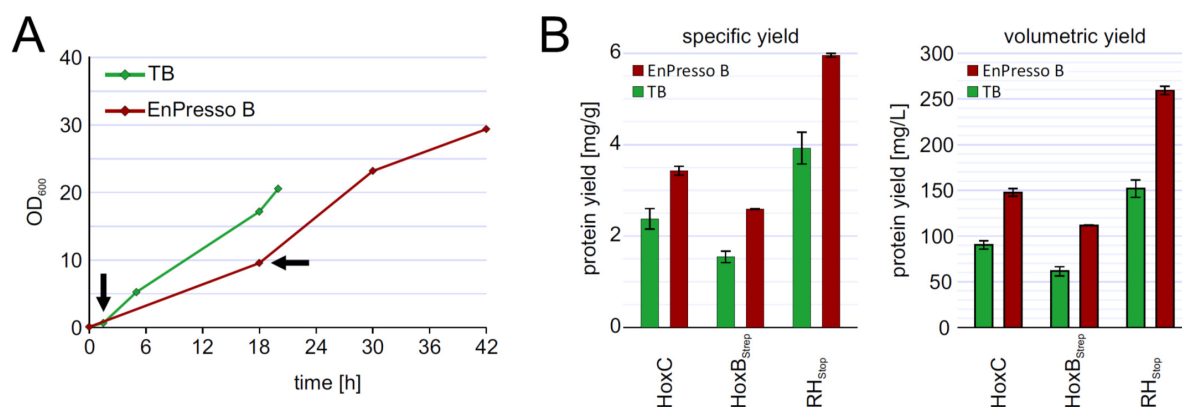 A
40
30
20
10
0
OD600
TB
EnPresso B
0 6 12 18 24 30 36 42
time [h]
B
specific yield
6
4
2
0
protein yield [mg/g]
EnPresso B
TB
HoxC
HoxBStrep
RHStop
volumetric yield
300
250
200
150
100
50
0
protein yield [mg/L]
EnPresso B
TB
HoxC
HoxBStrep
RHStop